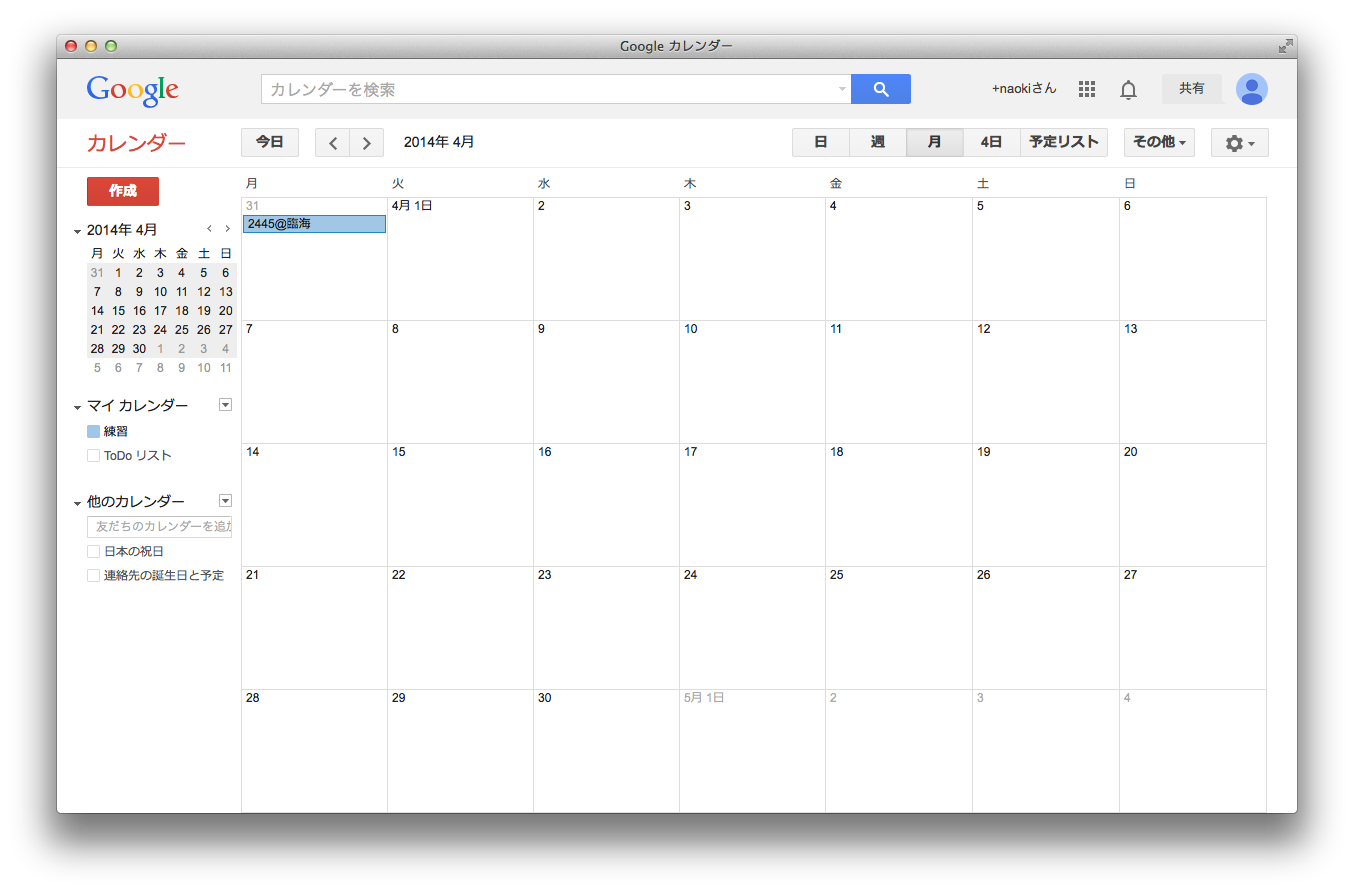 Google カレンダー
Google カレンダーを検索 +naokiさん 共有
カレンダー 今日 2014年 4月 日 週 月 4日 予定リスト その他
作成
2014年 4月
月 火 水 木 金 土 日
31 1 2 3 4 5 6
7 8 9 10 11 12 13
14 15 16 17 18 19 20
21 22 23 24 25 26 27
28 29 30 1 2 3 4
5 6 7 8 9 10 11
マイ カレンダー
練習
ToDo リスト
他のカレンダー
友だちのカレンダーを追
日本の祝日
連絡先の誕生日と予定
月 火 水 木 金 土 日
31 4月 1日 2 3 4 5 6
2445@臨海
7 8 9 10 11 12 13
14 15 16 17 18 19 20
21 22 23 24 25 26 27
28 29 30 5月 1日 2 3 4